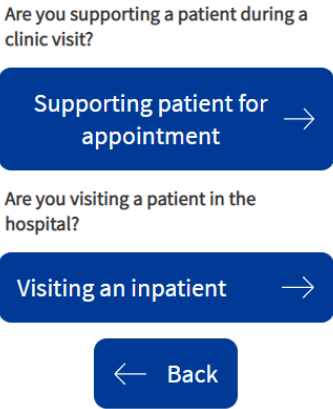 Are you supporting a patient during a
clinic visit?
Supporting patient for
appointment
Are you visiting a patient in the
hospital?
Visiting an inpatient
Back